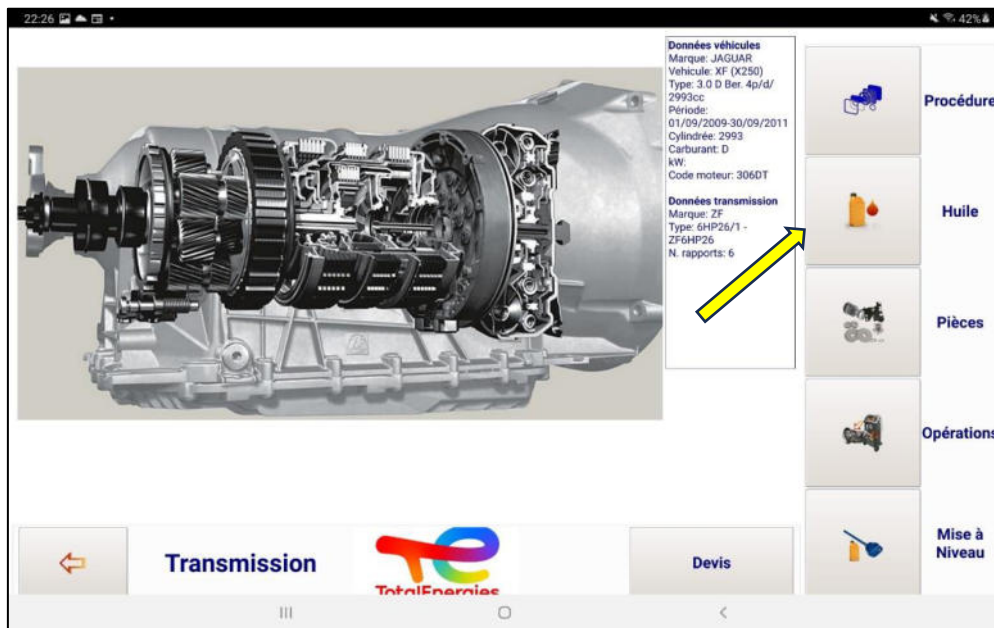 22:26
42%
Données véhicules
Marque: JAGUAR
Vehicule: XF (X250)
Type: 3.0 D Ber. 4p/d/
2993cc
Période:
01/09/2009-30/09/2011
Cylindrée: 2993
Carburant: D
kW:
Code moteur: 306DT
Données transmission
Marque: ZF
Type: 6HP26/1 -
ZF6HP26
N. rapports: 6
Procédure
Huile
Pièces
Opérations
Mise à
Niveau
Transmission
TotalEnergies
Devis